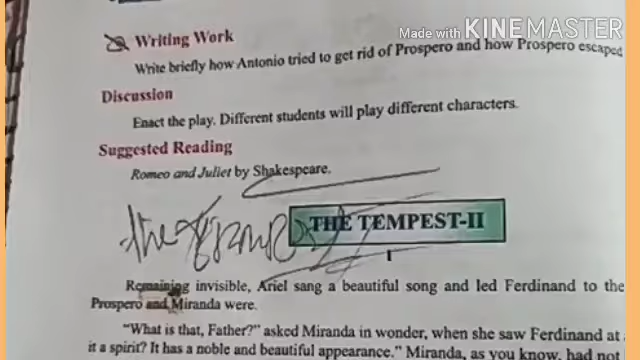 Made with KINEMASTER
Writing Work
Write briefly how Antonio tried to get rid of Prospero and how Prospero escaped
Discussion
Enact the play. Different students will play different characters.
Suggested Reading
Romeo and Juliet by Shakespeare.
the
THE TEMPEST-II
I
Remaining invisible, Ariel sang a beautiful song and led Ferdinand to the
Prospero and Miranda were.
"What is that, Father?" asked Miranda in wonder, when she saw Ferdinand at
it a spirit? It has a noble and beautiful appearance." Miranda, as you know, had not